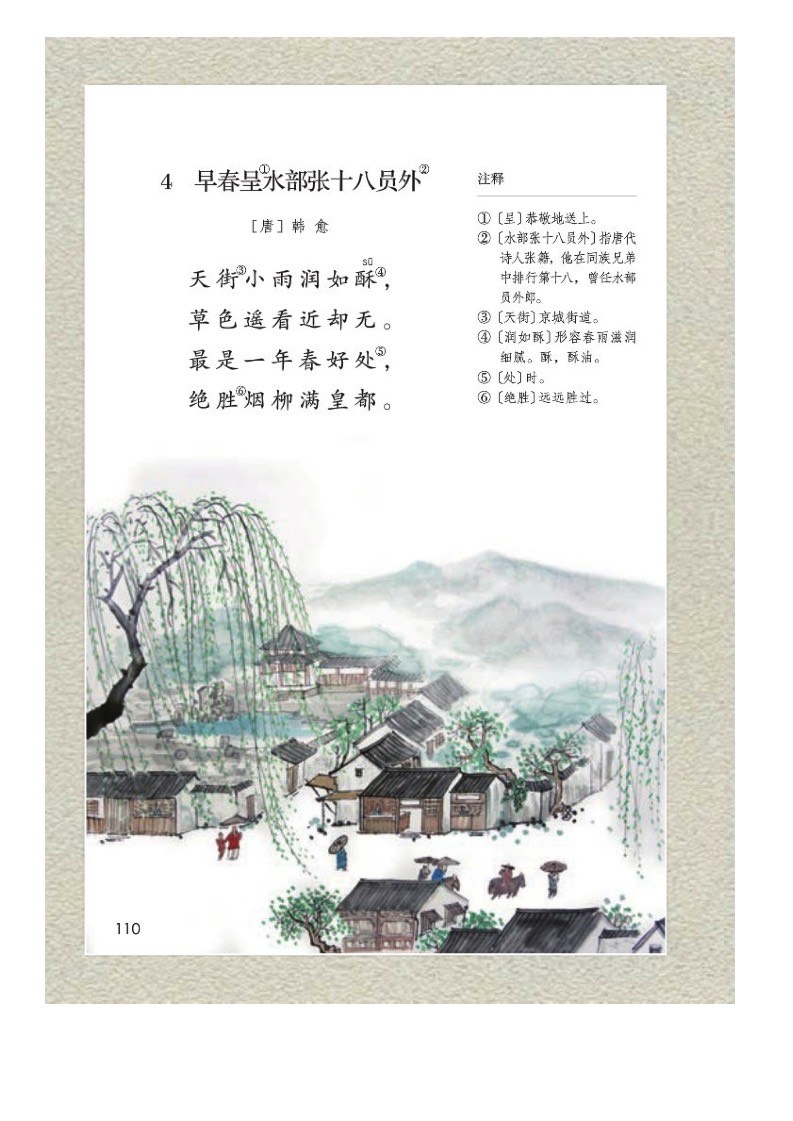 4 早春呈①水部张十八员外②
[唐] 韩 愈
sū
天街③小雨润如酥④，
草色遥看近却无。
最是一年春好处⑤，
绝胜⑥烟柳满皇都。
注释
①〔呈〕恭敬地送上。
②〔水部张十八员外〕指唐代
诗人张籍，他在同族兄弟
中排行第十八，曾任水部
员外郎。
③〔天街〕京城街道。
④〔润如酥〕形容春雨滋润
细腻。酥，酥油。
⑤〔处〕时。
⑥〔绝胜〕远远胜过。
110